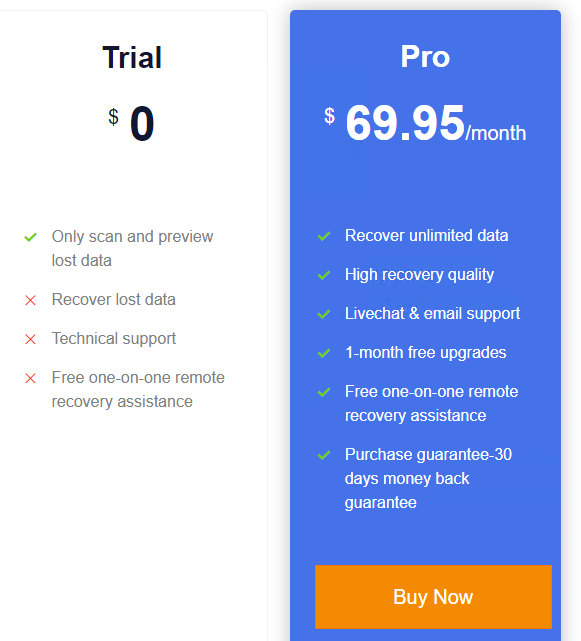 Trial
$ 0
Only scan and preview
lost data
Recover lost data
Technical support
Free one-on-one remote
recovery assistance
Pro
$ 69.95/month
Recover unlimited data
High recovery quality
Livechat & email support
1-month free upgrades
Free one-on-one remote
recovery assistance
Purchase guarantee-30
days money back
guarantee
Buy Now